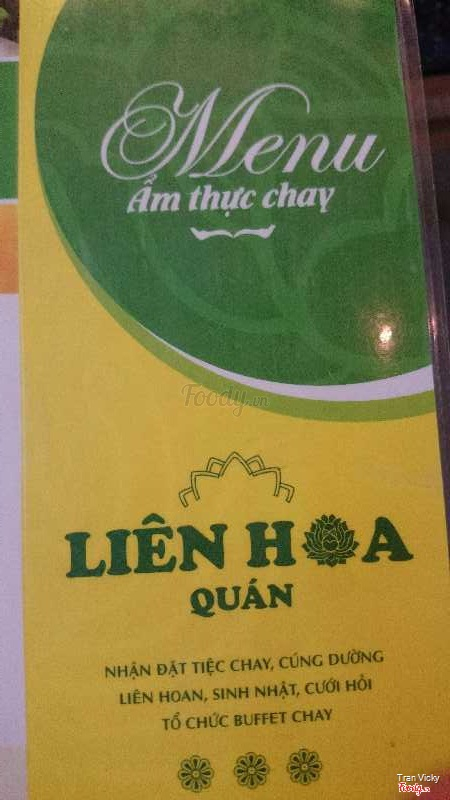 Menu
Ẩm thực chay
Foody.vn
LIÊN HOA
QUÁN
NHẬN ĐẶT TIỆC CHAY, CÚNG DƯỜNG
LIÊN HOAN, SINH NHẬT, CƯỚI HỎI
TỔ CHỨC BUFFET CHAY
Tran Vicky
Foody.vn